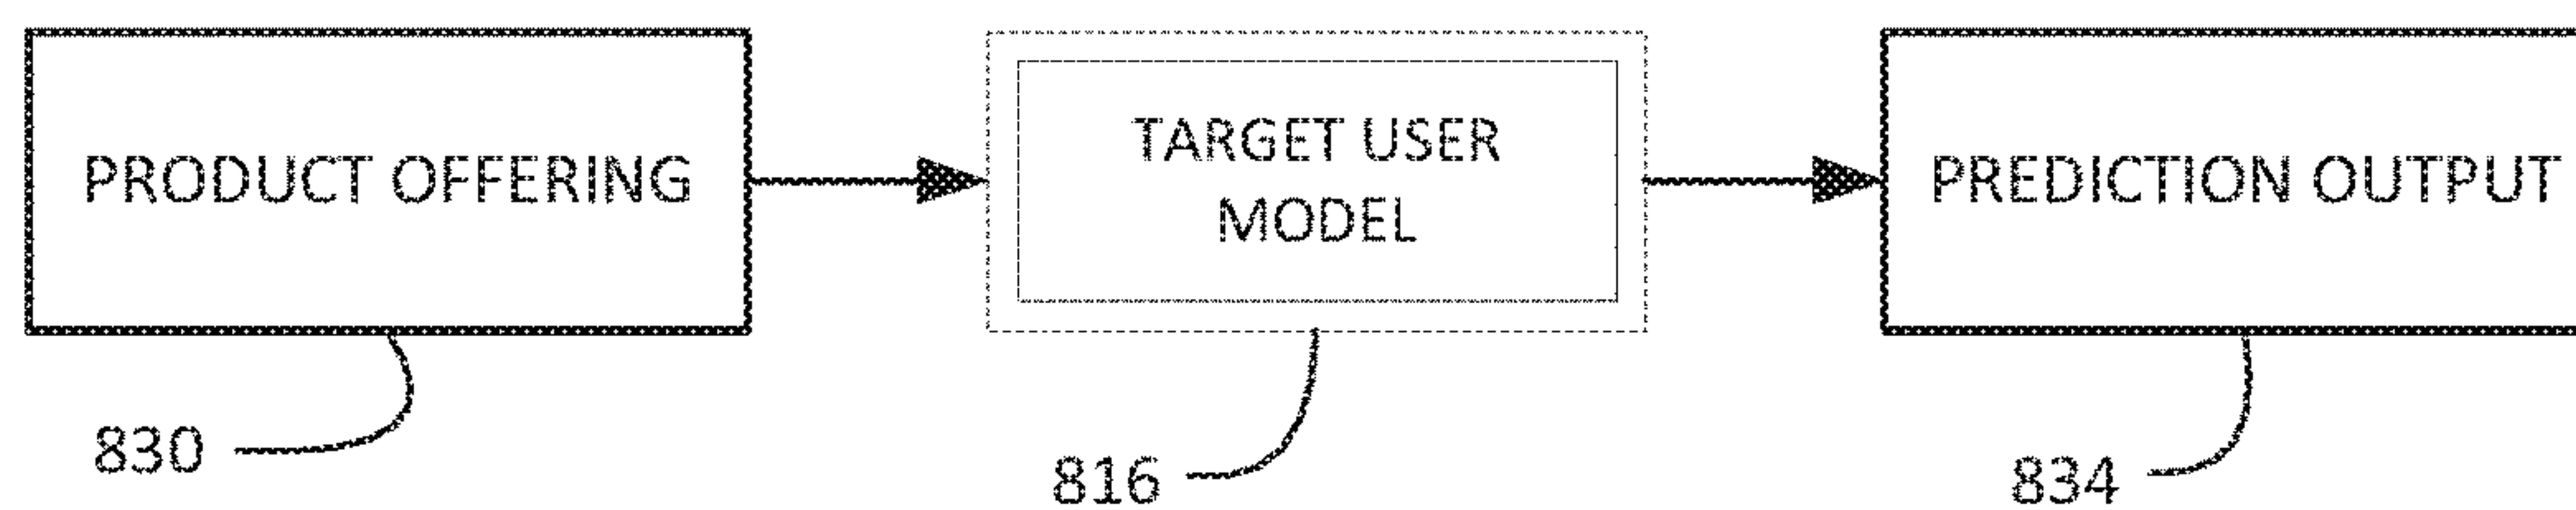 PRODUCT OFFERING
TARGET USER
MODEL
PREDICTION OUTPUT
830
816
834